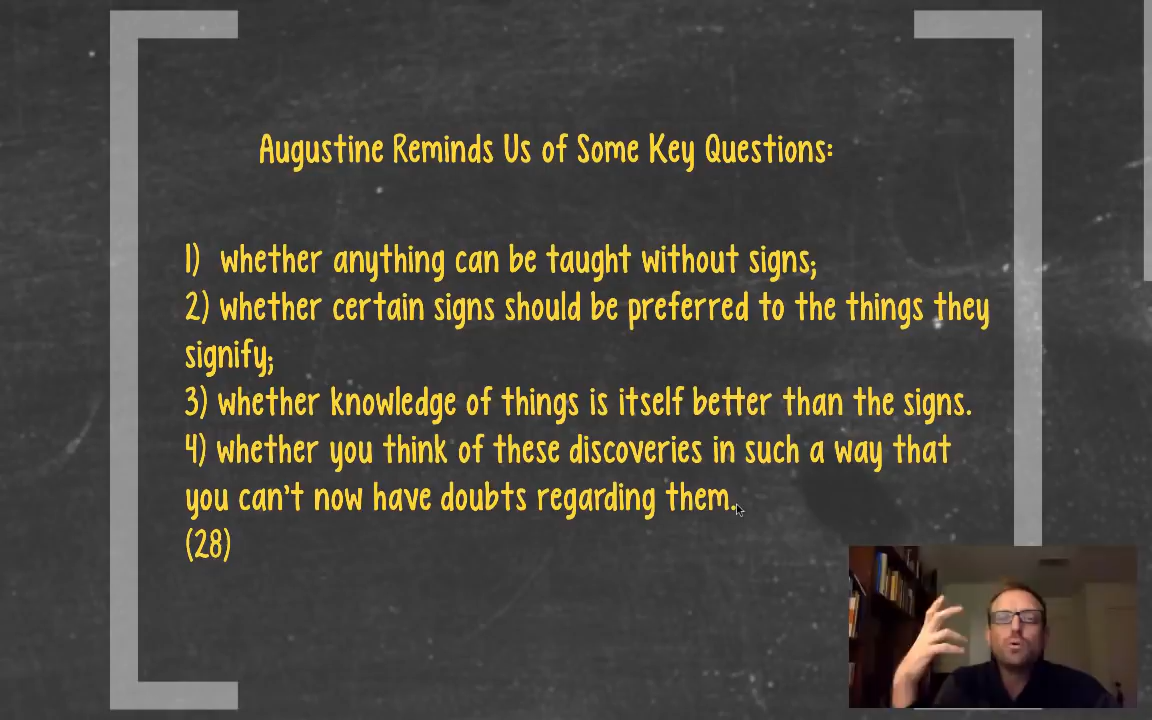 Augustine Reminds Us of Some Key Questions:
1) whether anything can be taught without signs;
2) whether certain signs should be preferred to the things they
signify;
3) whether knowledge of things is itself better than the signs.
4) whether you think of these discoveries in such a way that
you can't now have doubts regarding them.
(28)